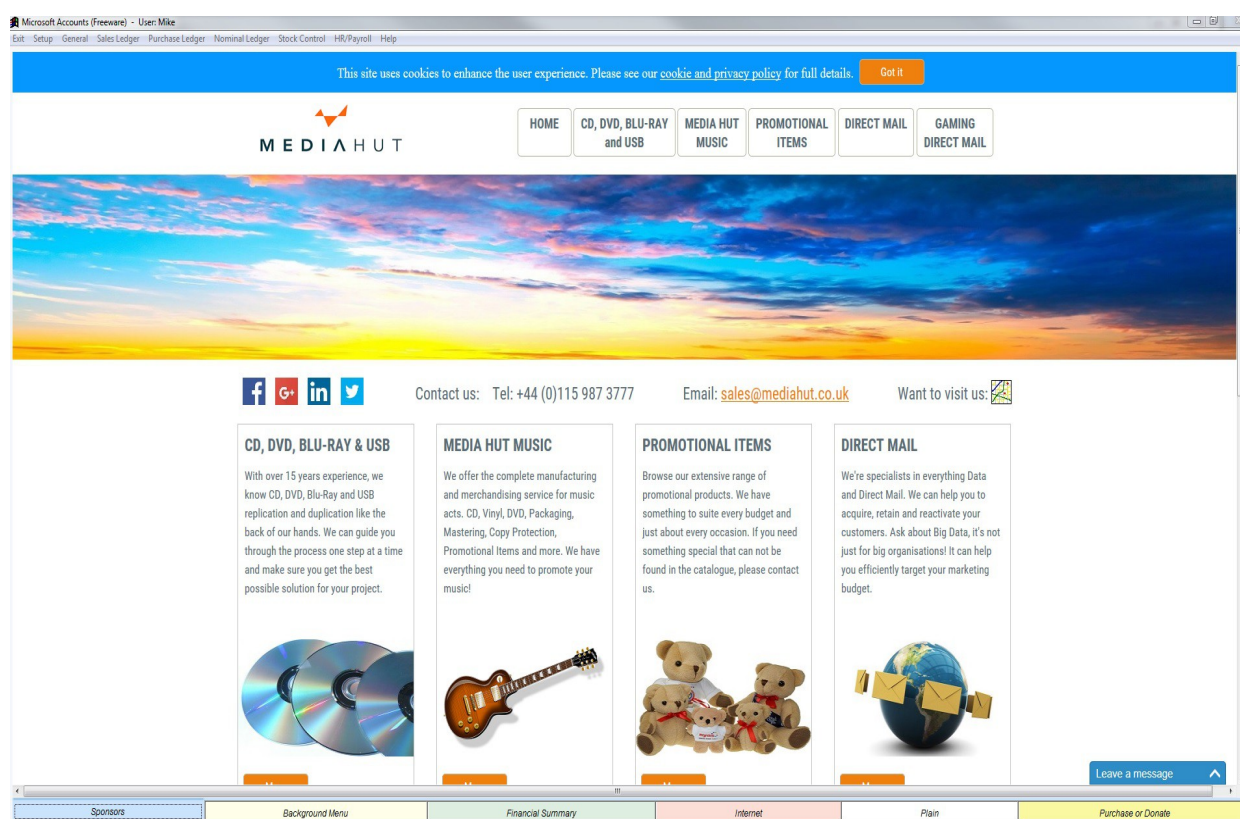 Microsoft Accounts (Freeware) - User: Mike
Exit Setup General Sales Ledger Purchase Ledger Nominal Ledger Stock Control HR/Payroll Help
This site uses cookies to enhance the user experience. Please see our cookie and privacy policy for full details. Got it
MEDIAHUT
HOME
CD, DVD, BLU-RAY
and USB
MEDIA HUT
MUSIC
PROMOTIONAL
ITEMS
DIRECT MAIL
GAMING
DIRECT MAIL
Contact us: Tel: +44 (0)115 987 3777 Email: sales@mediahut.co.uk Want to visit us:
CD, DVD, BLU-RAY & USB
With over 15 years experience, we
know CD, DVD, Blu-Ray and USB
replication and duplication like the
back of our hands. We can guide you
through the process one step at a time
and make sure you get the best
possible solution for your project.
MEDIA HUT MUSIC
We offer the complete manufacturing
and merchandising service for music
acts. CD, Vinyl, DVD, Packaging,
Mastering, Copy Protection,
Promotional Items and more. We have
everything you need to promote your
music!
PROMOTIONAL ITEMS
Browse our extensive range of
promotional products. We have
something to suite every budget and
just about every occasion. If you need
something special that can not be
found in the catalogue, please contact
us.
DIRECT MAIL
We're specialists in everything Data
and Direct Mail. We can help you to
acquire, retain and reactivate your
customers. Ask about Big Data, it's not
just for big organisations! It can help
you efficiently target your marketing
budget.
Leave a message
Sponsors Background Menu Financial Summary Internet Plain Purchase or Donate